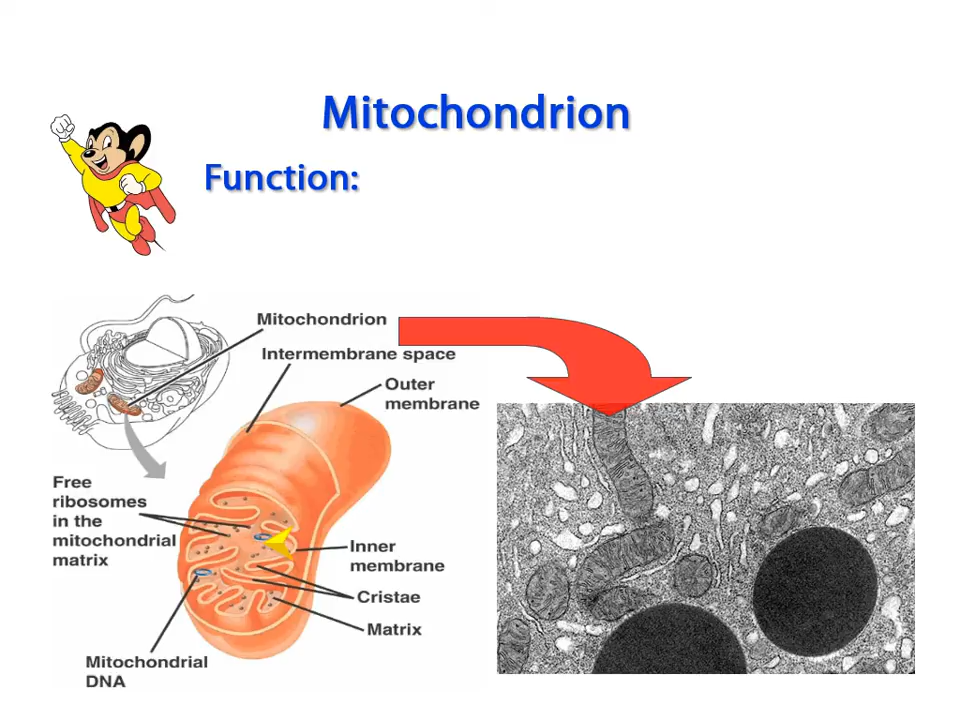 Mitochondrion
Function:
Mitochondrion
Intermembrane space
Outer
membrane
Free
ribosomes
in the
mitochondrial
matrix
Inner
membrane
Cristae
Matrix
Mitochondrial
DNA